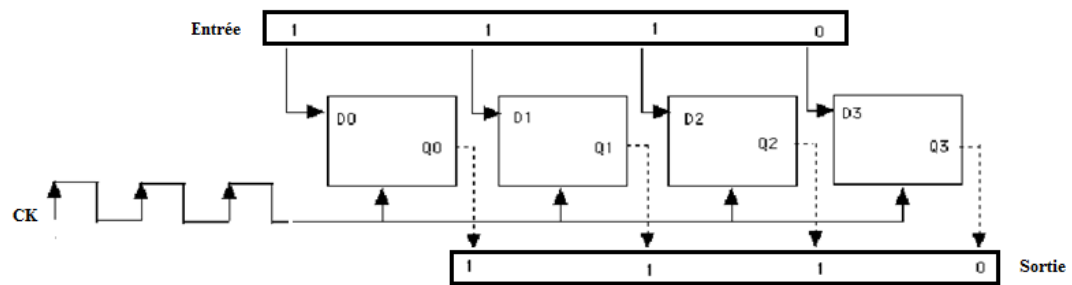 Entrée 1 1 1 0
D0 D1 D2 D3
Q0 Q1 Q2 Q3
CK
1 1 1 0 Sortie